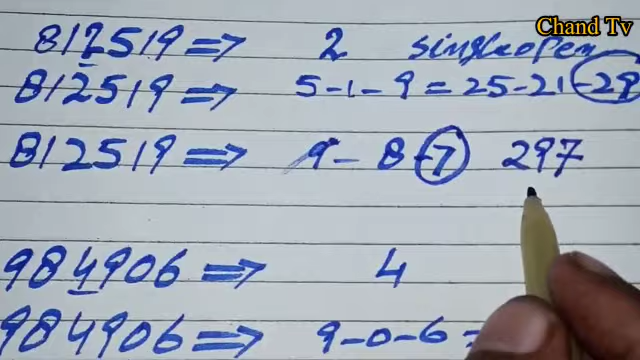 Chand Tv
812519 ⇒ 2 single open
812519 ⇒ 5-1-9 = 25-21-29
812519 ⇒ 9-8-7 297
984906 ⇒ 4
984906 ⇒ 9-0-6 =